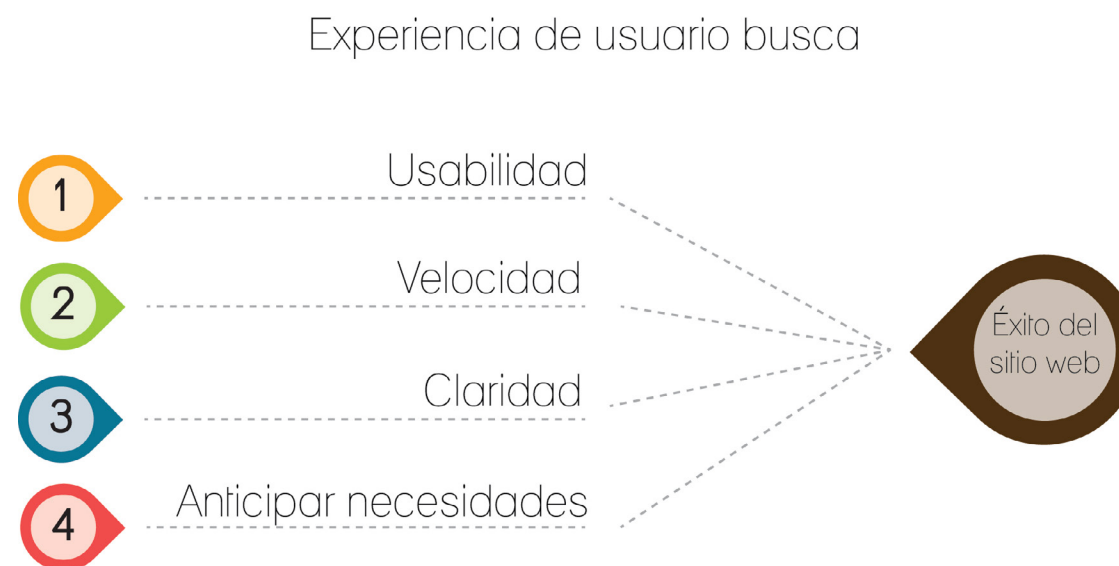 Experiencia de usuario busca
1 Usabilidad
2 Velocidad
3 Claridad
4 Anticipar necesidades
Éxito del
sitio web